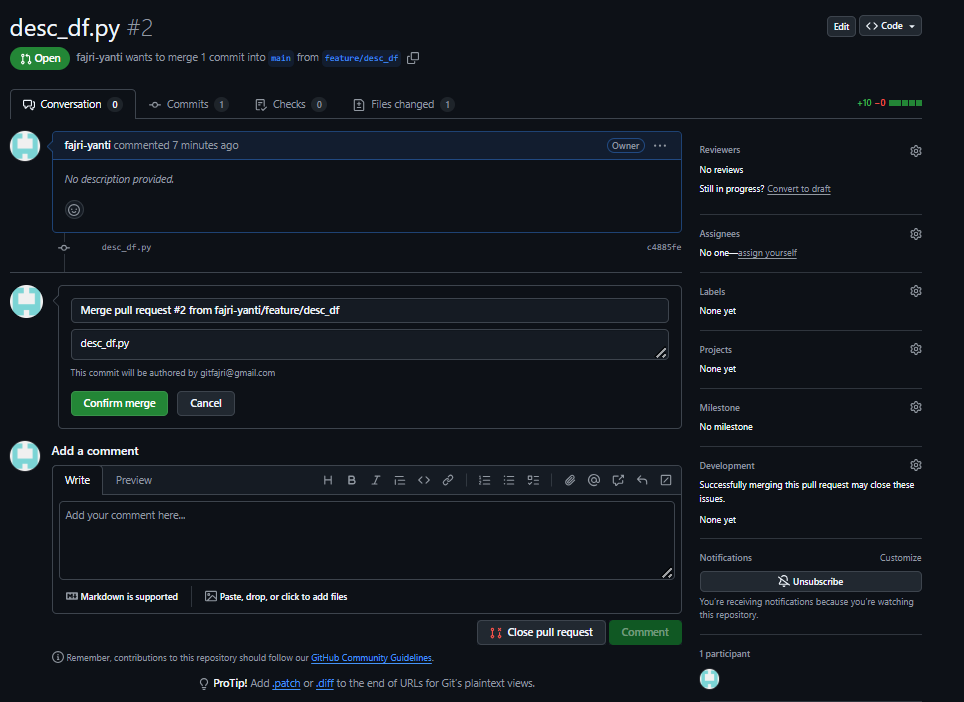 desc_df.py #2
Edit
Code
Open
fajri-yanti wants to merge 1 commit into main from feature/desc_df
Conversation 0
Commits 1
Checks 0
Files changed 1
+10 −0
fajri-yanti commented 7 minutes ago
Owner
No description provided.
desc_df.py
c4885fe
Merge pull request #2 from fajri-yanti/feature/desc_df
desc_df.py
This commit will be authored by gitfajri@gmail.com
Confirm merge
Cancel
Add a comment
Write
Preview
Add your comment here...
Markdown is supported
Paste, drop, or click to add files
Close pull request
Comment
Remember, contributions to this repository should follow our GitHub Community Guidelines.
ProTip! Add .patch or .diff to the end of URLs for Git's plaintext views.
Reviewers
No reviews
Still in progress? Convert to draft
Assignees
No one—assign yourself
Labels
None yet
Projects
None yet
Milestone
No milestone
Development
Successfully merging this pull request may close these
issues.
None yet
Notifications
Customize
Unsubscribe
You're receiving notifications because you're watching
this repository.
1 participant